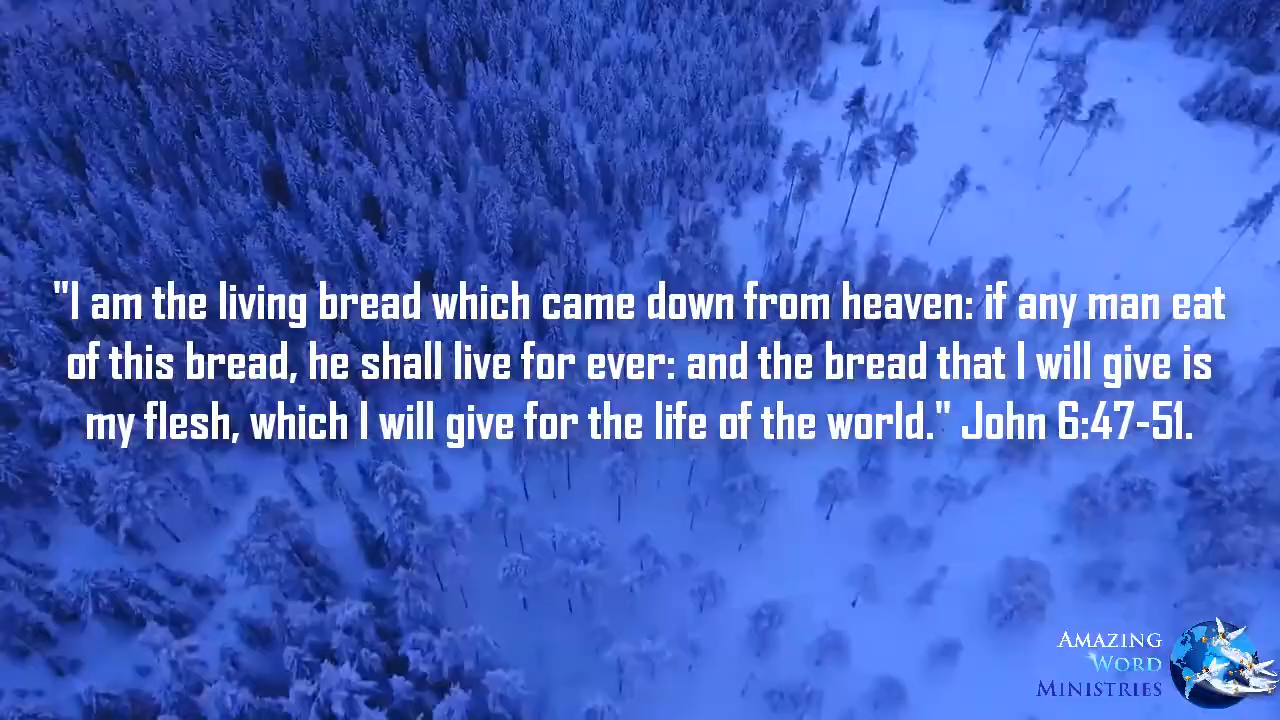 "I am the living bread which came down from heaven: if any man eat
of this bread, he shall live for ever: and the bread that I will give is
my flesh, which I will give for the life of the world." John 6:47-51.
Amazing
Word
Ministries